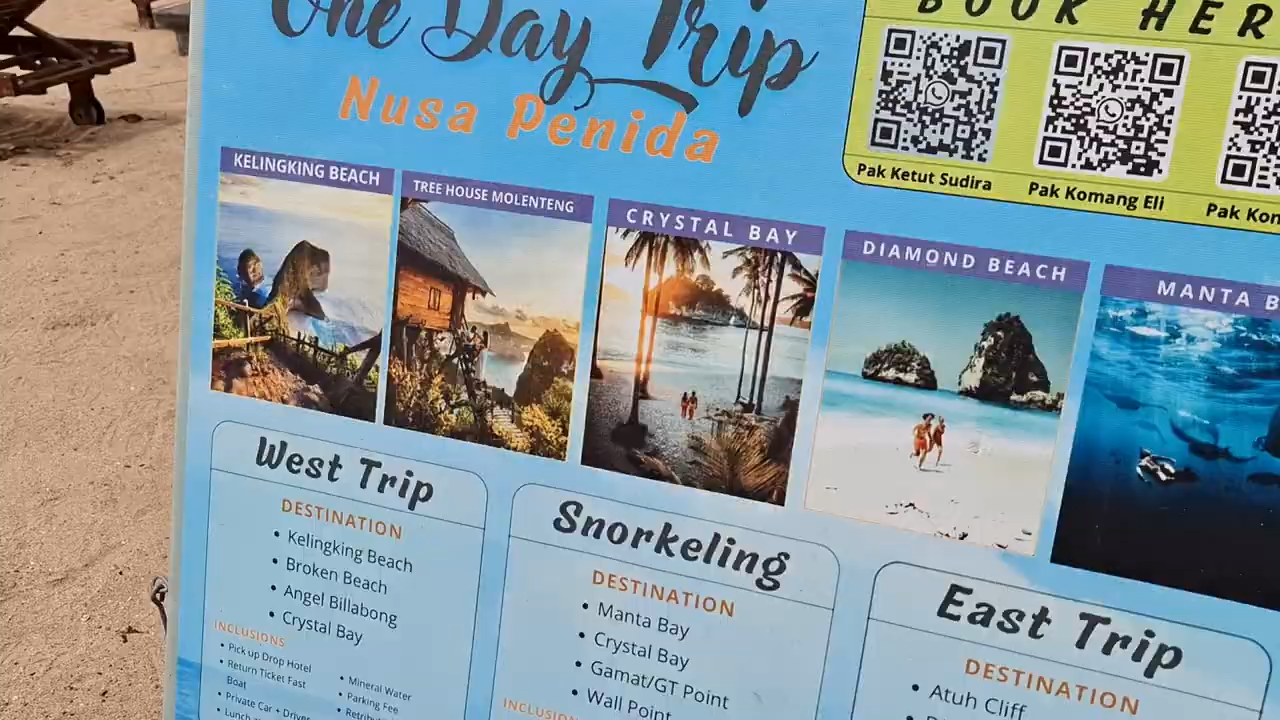 One Day Trip
Nusa Penida
BOOK HER
Pak Ketut Sudira
Pak Komang Eli
Pak Kon
KELINGKING BEACH
TREE HOUSE MOLENTENG
CRYSTAL BAY
DIAMOND BEACH
MANTA B
West Trip
DESTINATION
• Kelingking Beach
• Broken Beach
• Angel Billabong
• Crystal Bay
INCLUSIONS
• Pick up Drop Hotel
• Return Ticket Fast
Boat
• Private Car + Driver
• Lunch
• Mineral Water
• Parking Fee
• Retribu
Snorkeling
DESTINATION
• Manta Bay
• Crystal Bay
• Gamat/GT Point
• Wall Point
INCLUSION
East Trip
DESTINATION
• Atuh Cliff